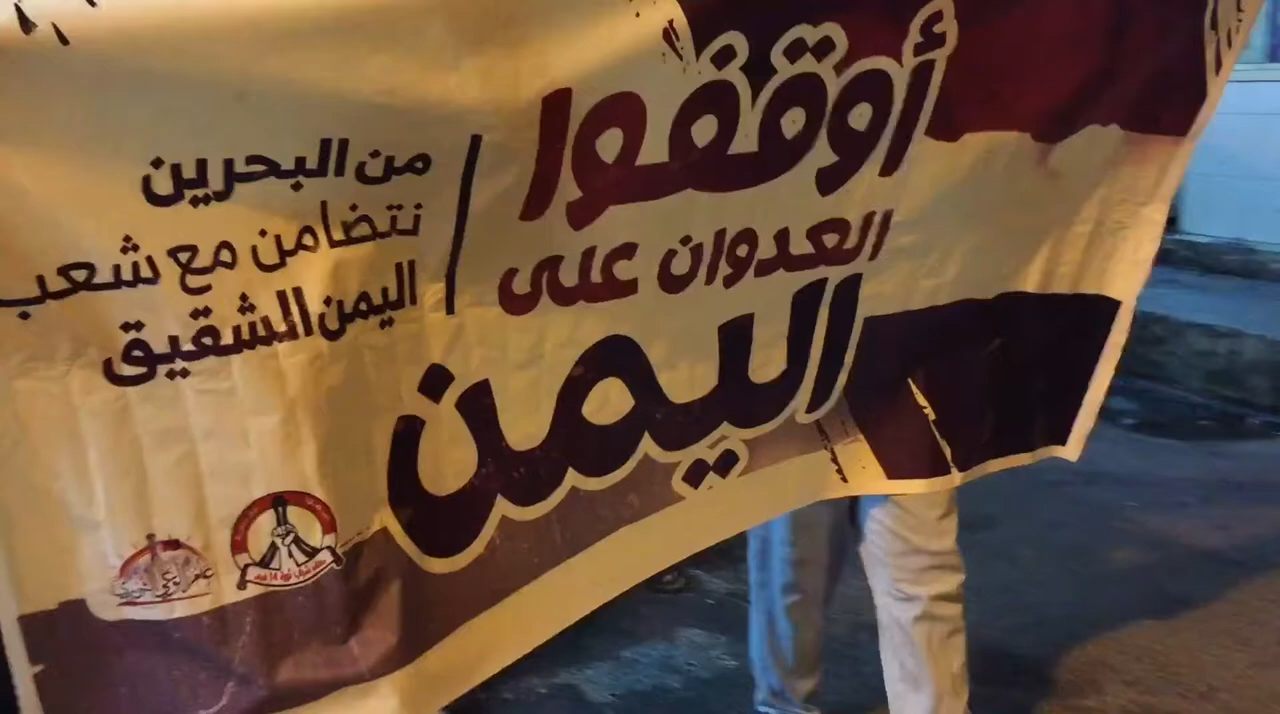 أوقفوا
العدوان على
اليمن
من البحرين
نتضامن مع شعب
اليمن الشقيق